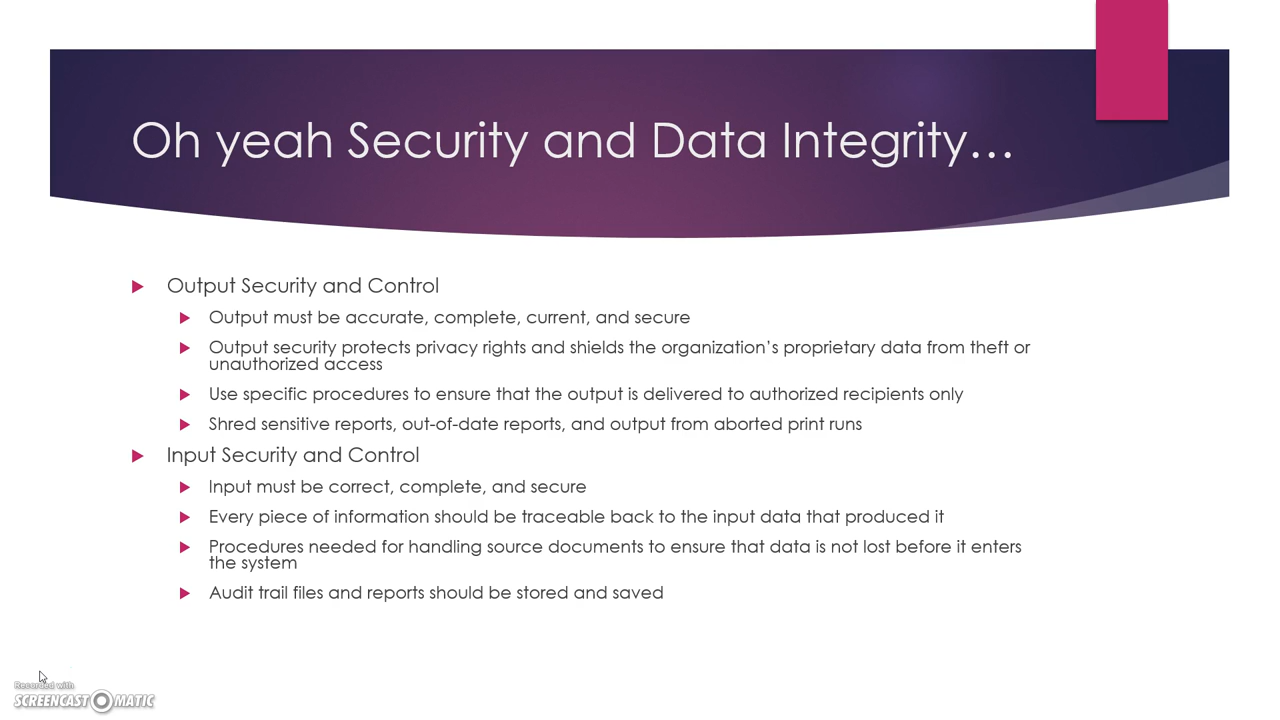 Oh yeah Security and Data Integrity...
Output Security and Control
Output must be accurate, complete, current, and secure
Output security protects privacy rights and shields the organization's proprietary data from theft or
unauthorized access
Use specific procedures to ensure that the output is delivered to authorized recipients only
Shred sensitive reports, out-of-date reports, and output from aborted print runs
Input Security and Control
Input must be correct, complete, and secure
Every piece of information should be traceable back to the input data that produced it
Procedures needed for handling source documents to ensure that data is not lost before it enters
the system
Audit trail files and reports should be stored and saved
Recorded with
SCREENCAST-O-MATIC